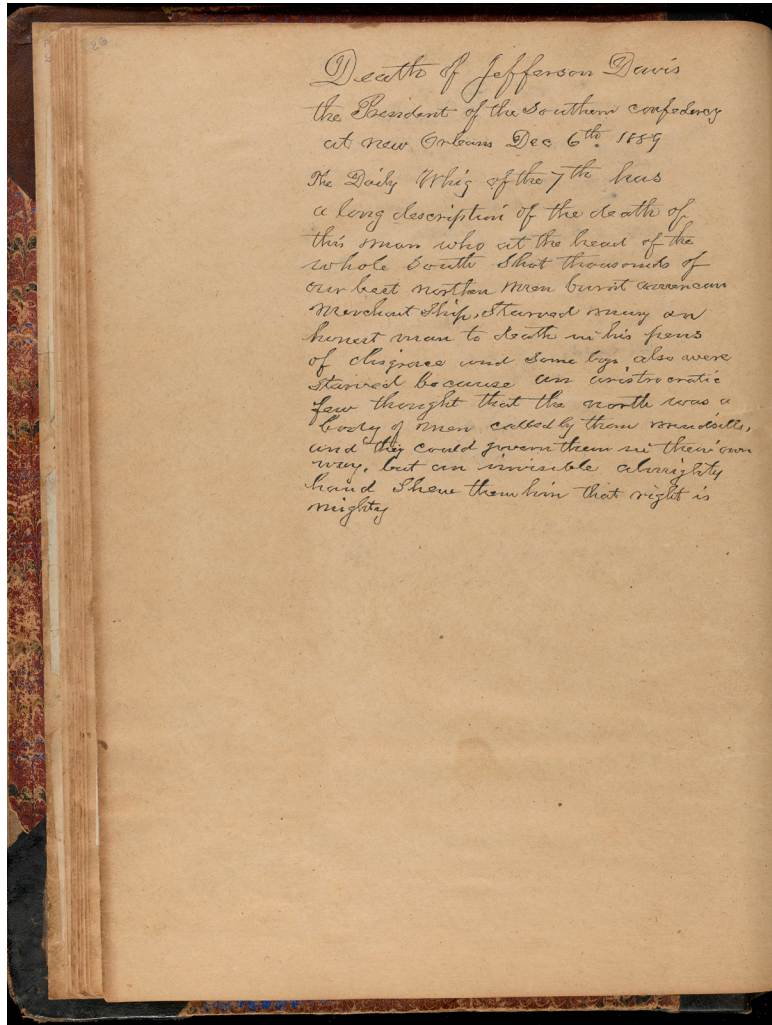 26
Death of Jefferson Davis
the President of the Southern confedercy
at new Orleans Dec 6th. 1889
The Daily Whig of the 7th has
a long description of the death of
this man who at the head of the
whole South Shot thousands of
our best northen men burnt american
Merchant Ship, Starved many an
honest man to death in his pens
of disgrace and Some boys also were
Starved because an aristrocratic
few thought that the north was a
body of men called by them mudsills,
and they could govern them in their own
way, but an invisible almighty
hand Shew them him that right is
mighty